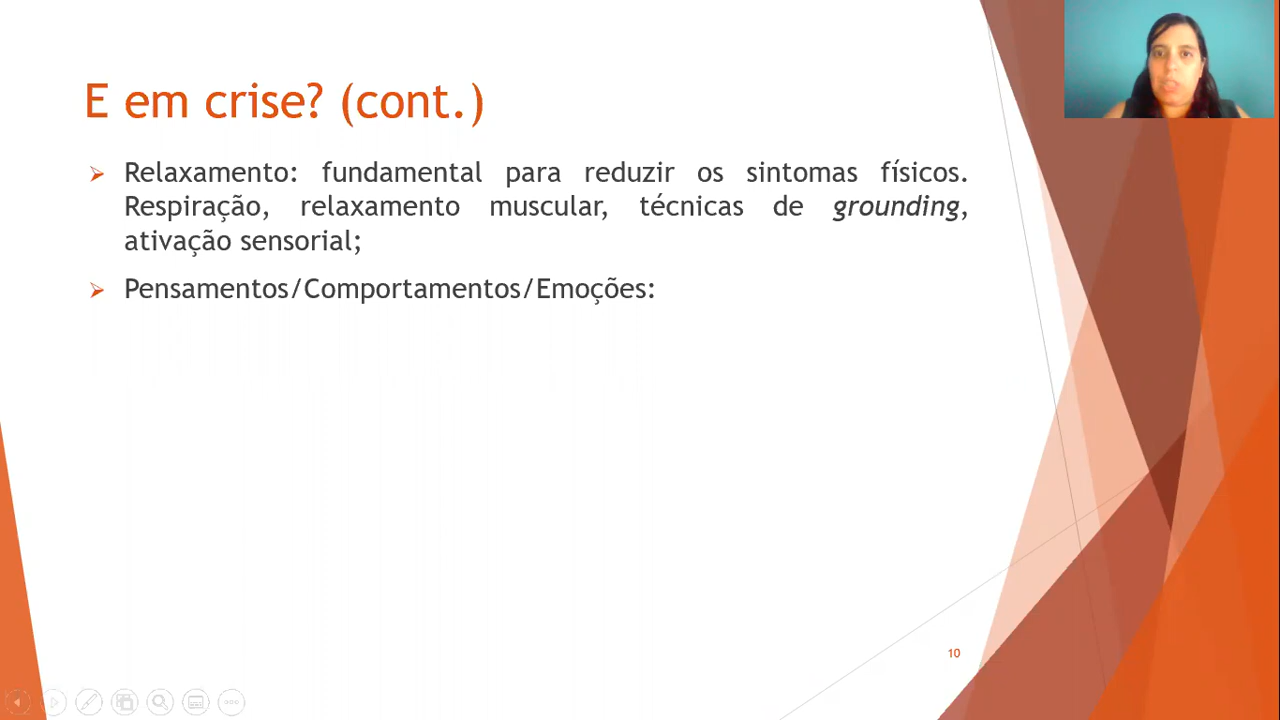 E em crise? (cont.)
Relaxamento: fundamental para reduzir os sintomas físicos.
Respiração, relaxamento muscular, técnicas de grounding,
ativação sensorial;
Pensamentos/Comportamentos/Emoções:
10